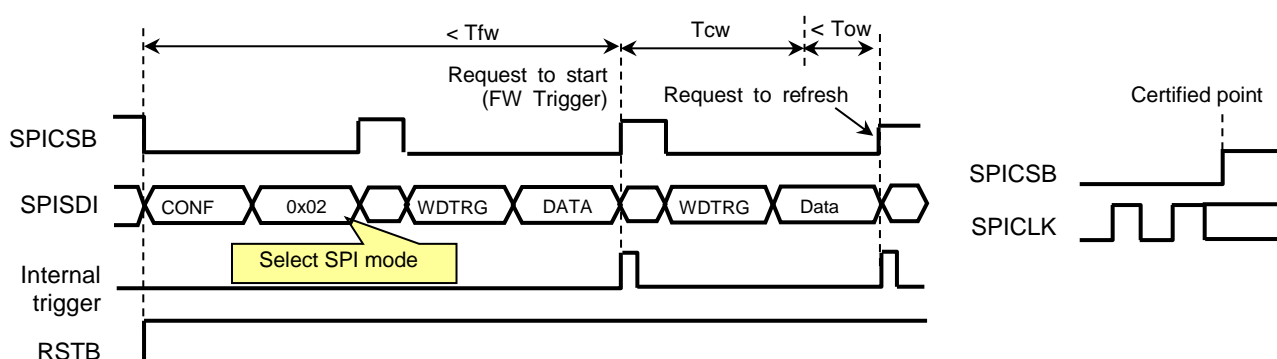 < Tfw Tcw < Tow
Request to start
(FW Trigger)
Request to refresh
Certified point
SPICSB
SPICSB
SPISDI CONF 0x02 WDTRG DATA WDTRG Data
SPICLK
Select SPI mode
Internal
trigger
RSTB